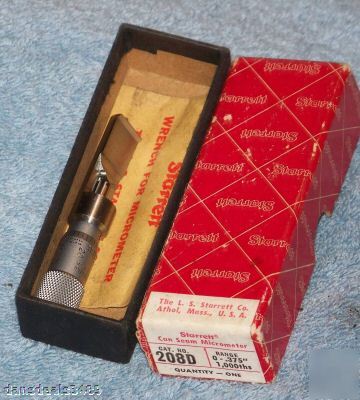 Starrett
WRENCH FOR MICROMETER
Starrett
Starrett
Starrett
Starrett
Starrett
Starrett
The L. S. Starrett Co.
Athol, Mass., U. S. A.
Starrett
Can Seam Micrometer
CAT. NO.
208D
RANGE
0-.375"
1,000ths
QUANTITY - ONE